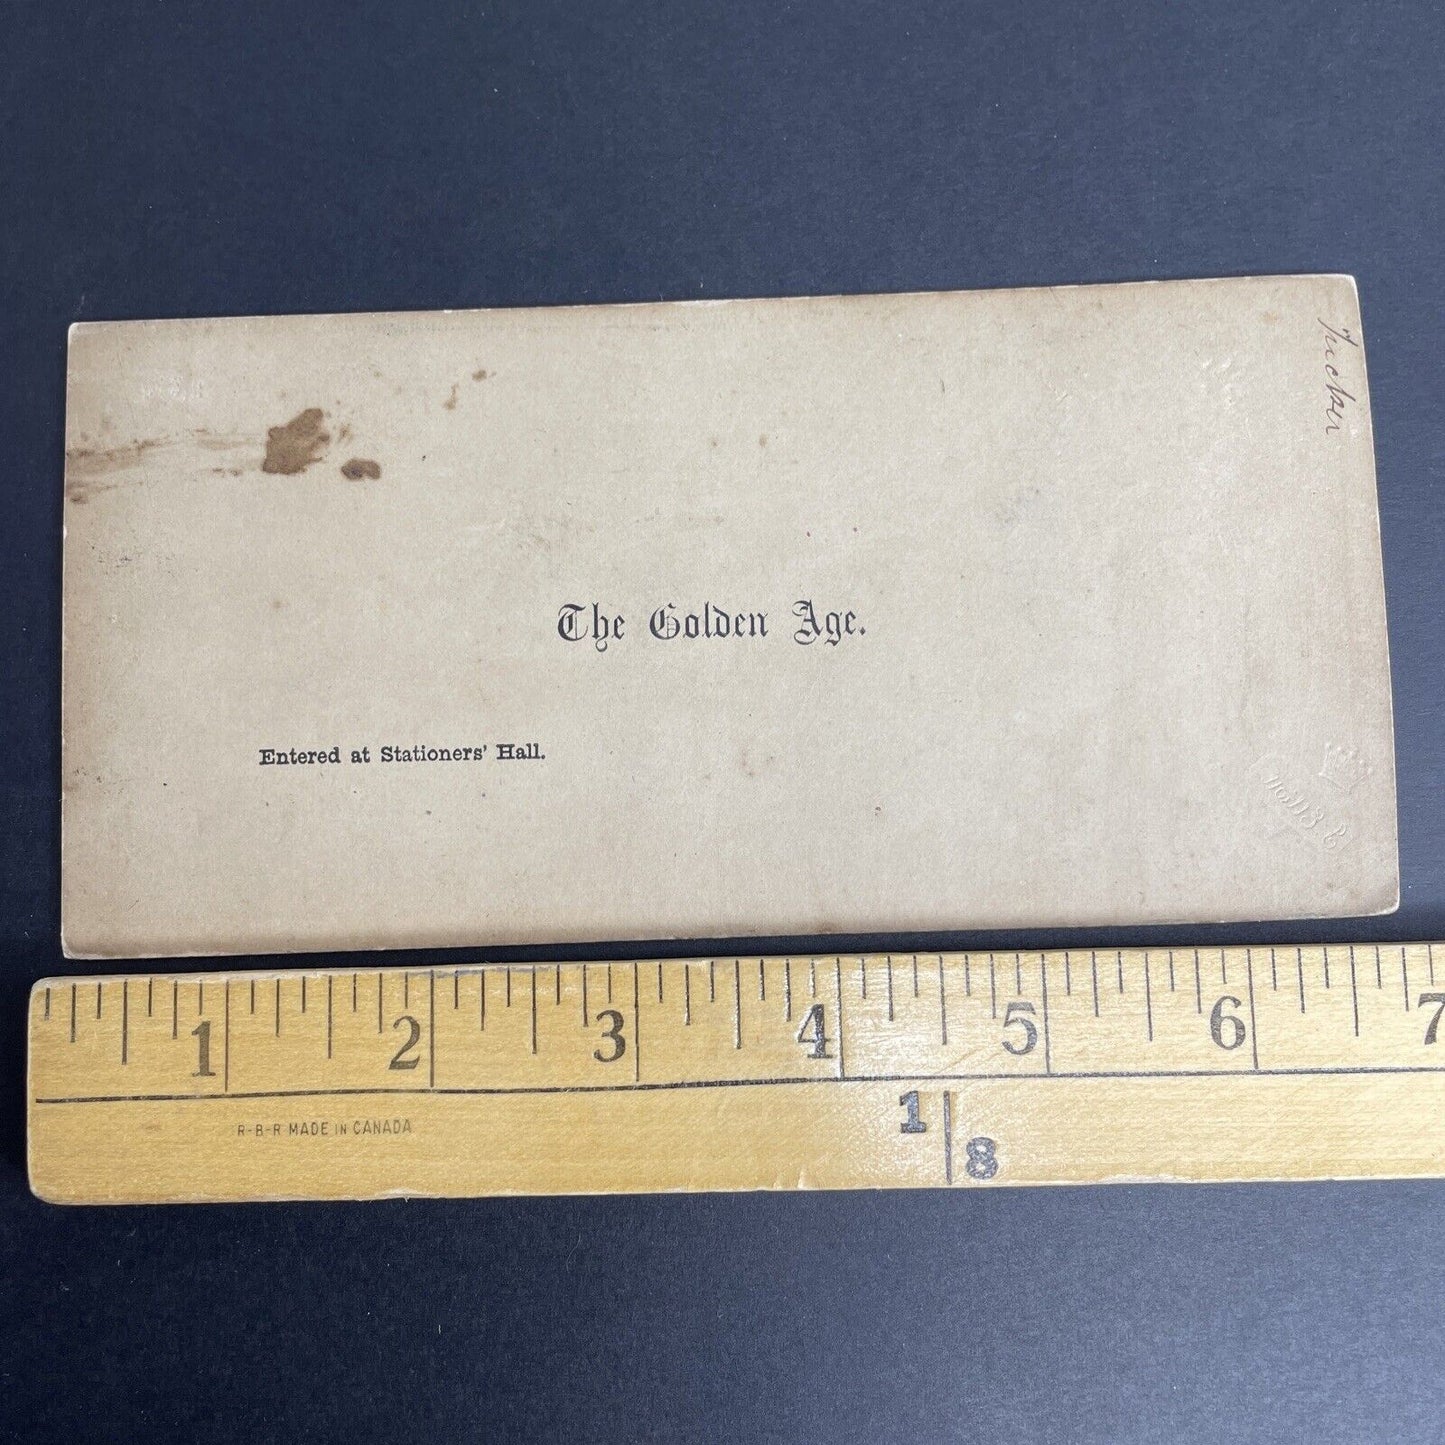 Tucker
The Golden Age.
Entered at Stationers' Hall.
1 2 3 4 5 6 7
R-B-R MADE IN CANADA
1 8